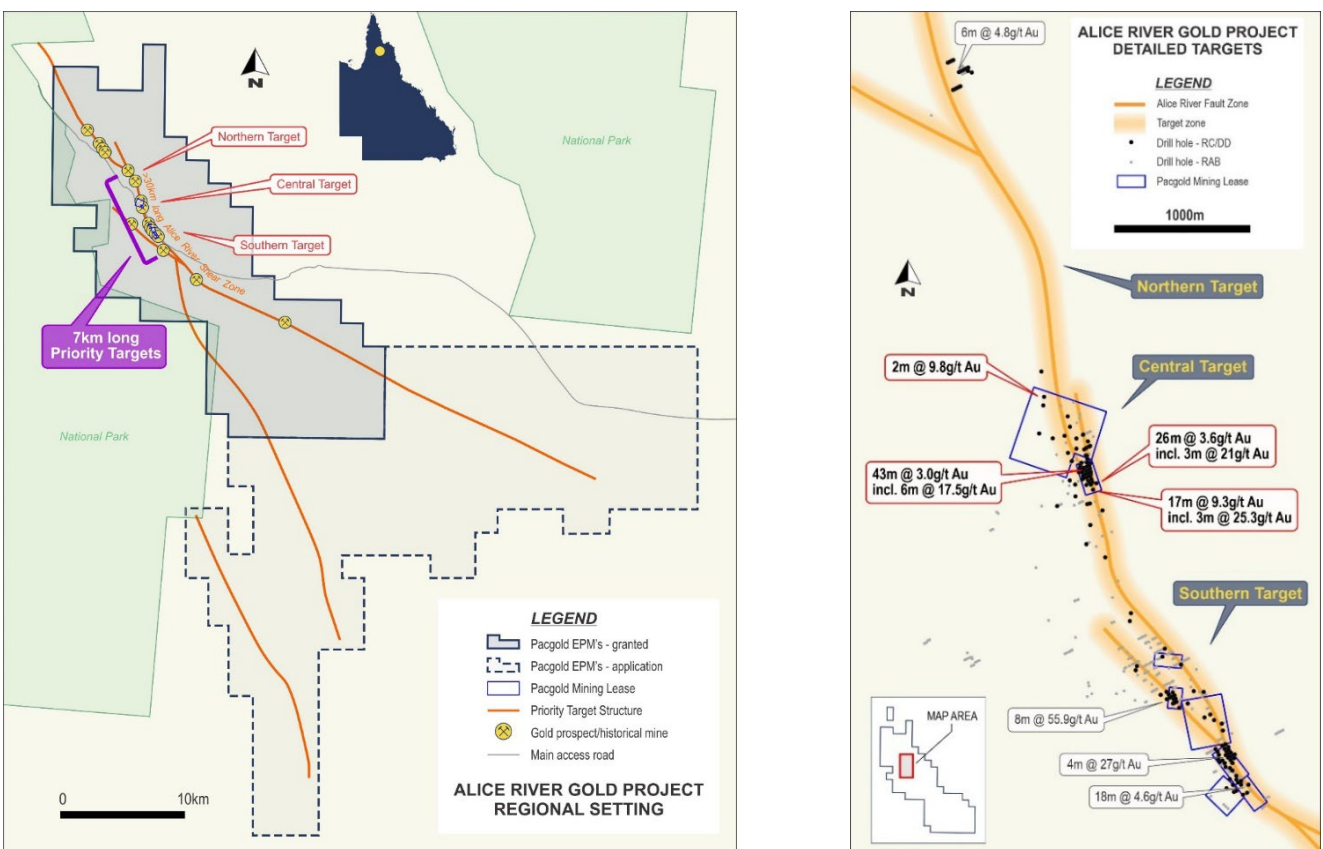 N
Northern Target
Central Target
Southern Target
>30km long Alice River Shear Zone
National Park
7km long
Priority Targets
National Park
LEGEND
Pacgold EPM's - granted
Pacgold EPM's - application
Pacgold Mining Lease
Priority Target Structure
Gold prospect/historical mine
Main access road
ALICE RIVER GOLD PROJECT
REGIONAL SETTING
0 10km
6m @ 4.8g/t Au
ALICE RIVER GOLD PROJECT
DETAILED TARGETS
LEGEND
Alice River Fault Zone
Target zone
Drill hole - RC/DD
Drill hole - RAB
Pacgold Mining Lease
1000m
N
Northern Target
Central Target
2m @ 9.8g/t Au
26m @ 3.6g/t Au
incl. 3m @ 21g/t Au
43m @ 3.0g/t Au
incl. 6m @ 17.5g/t Au
17m @ 9.3g/t Au
incl. 3m @ 25.3g/t Au
Southern Target
MAP AREA
8m @ 55.9g/t Au
4m @ 27g/t Au
18m @ 4.6g/t Au